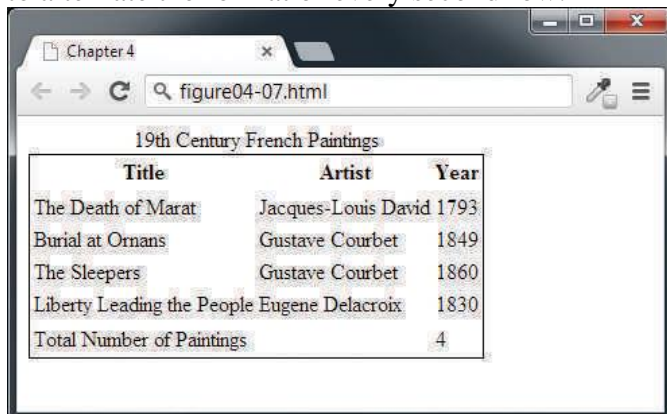 Chapter 4
figure04-07.html
19th Century French Paintings
Title Artist Year
The Death of Marat Jacques-Louis David 1793
Burial at Ornans Gustave Courbet 1849
The Sleepers Gustave Courbet 1860
Liberty Leading the People Eugene Delacroix 1830
Total Number of Paintings 4